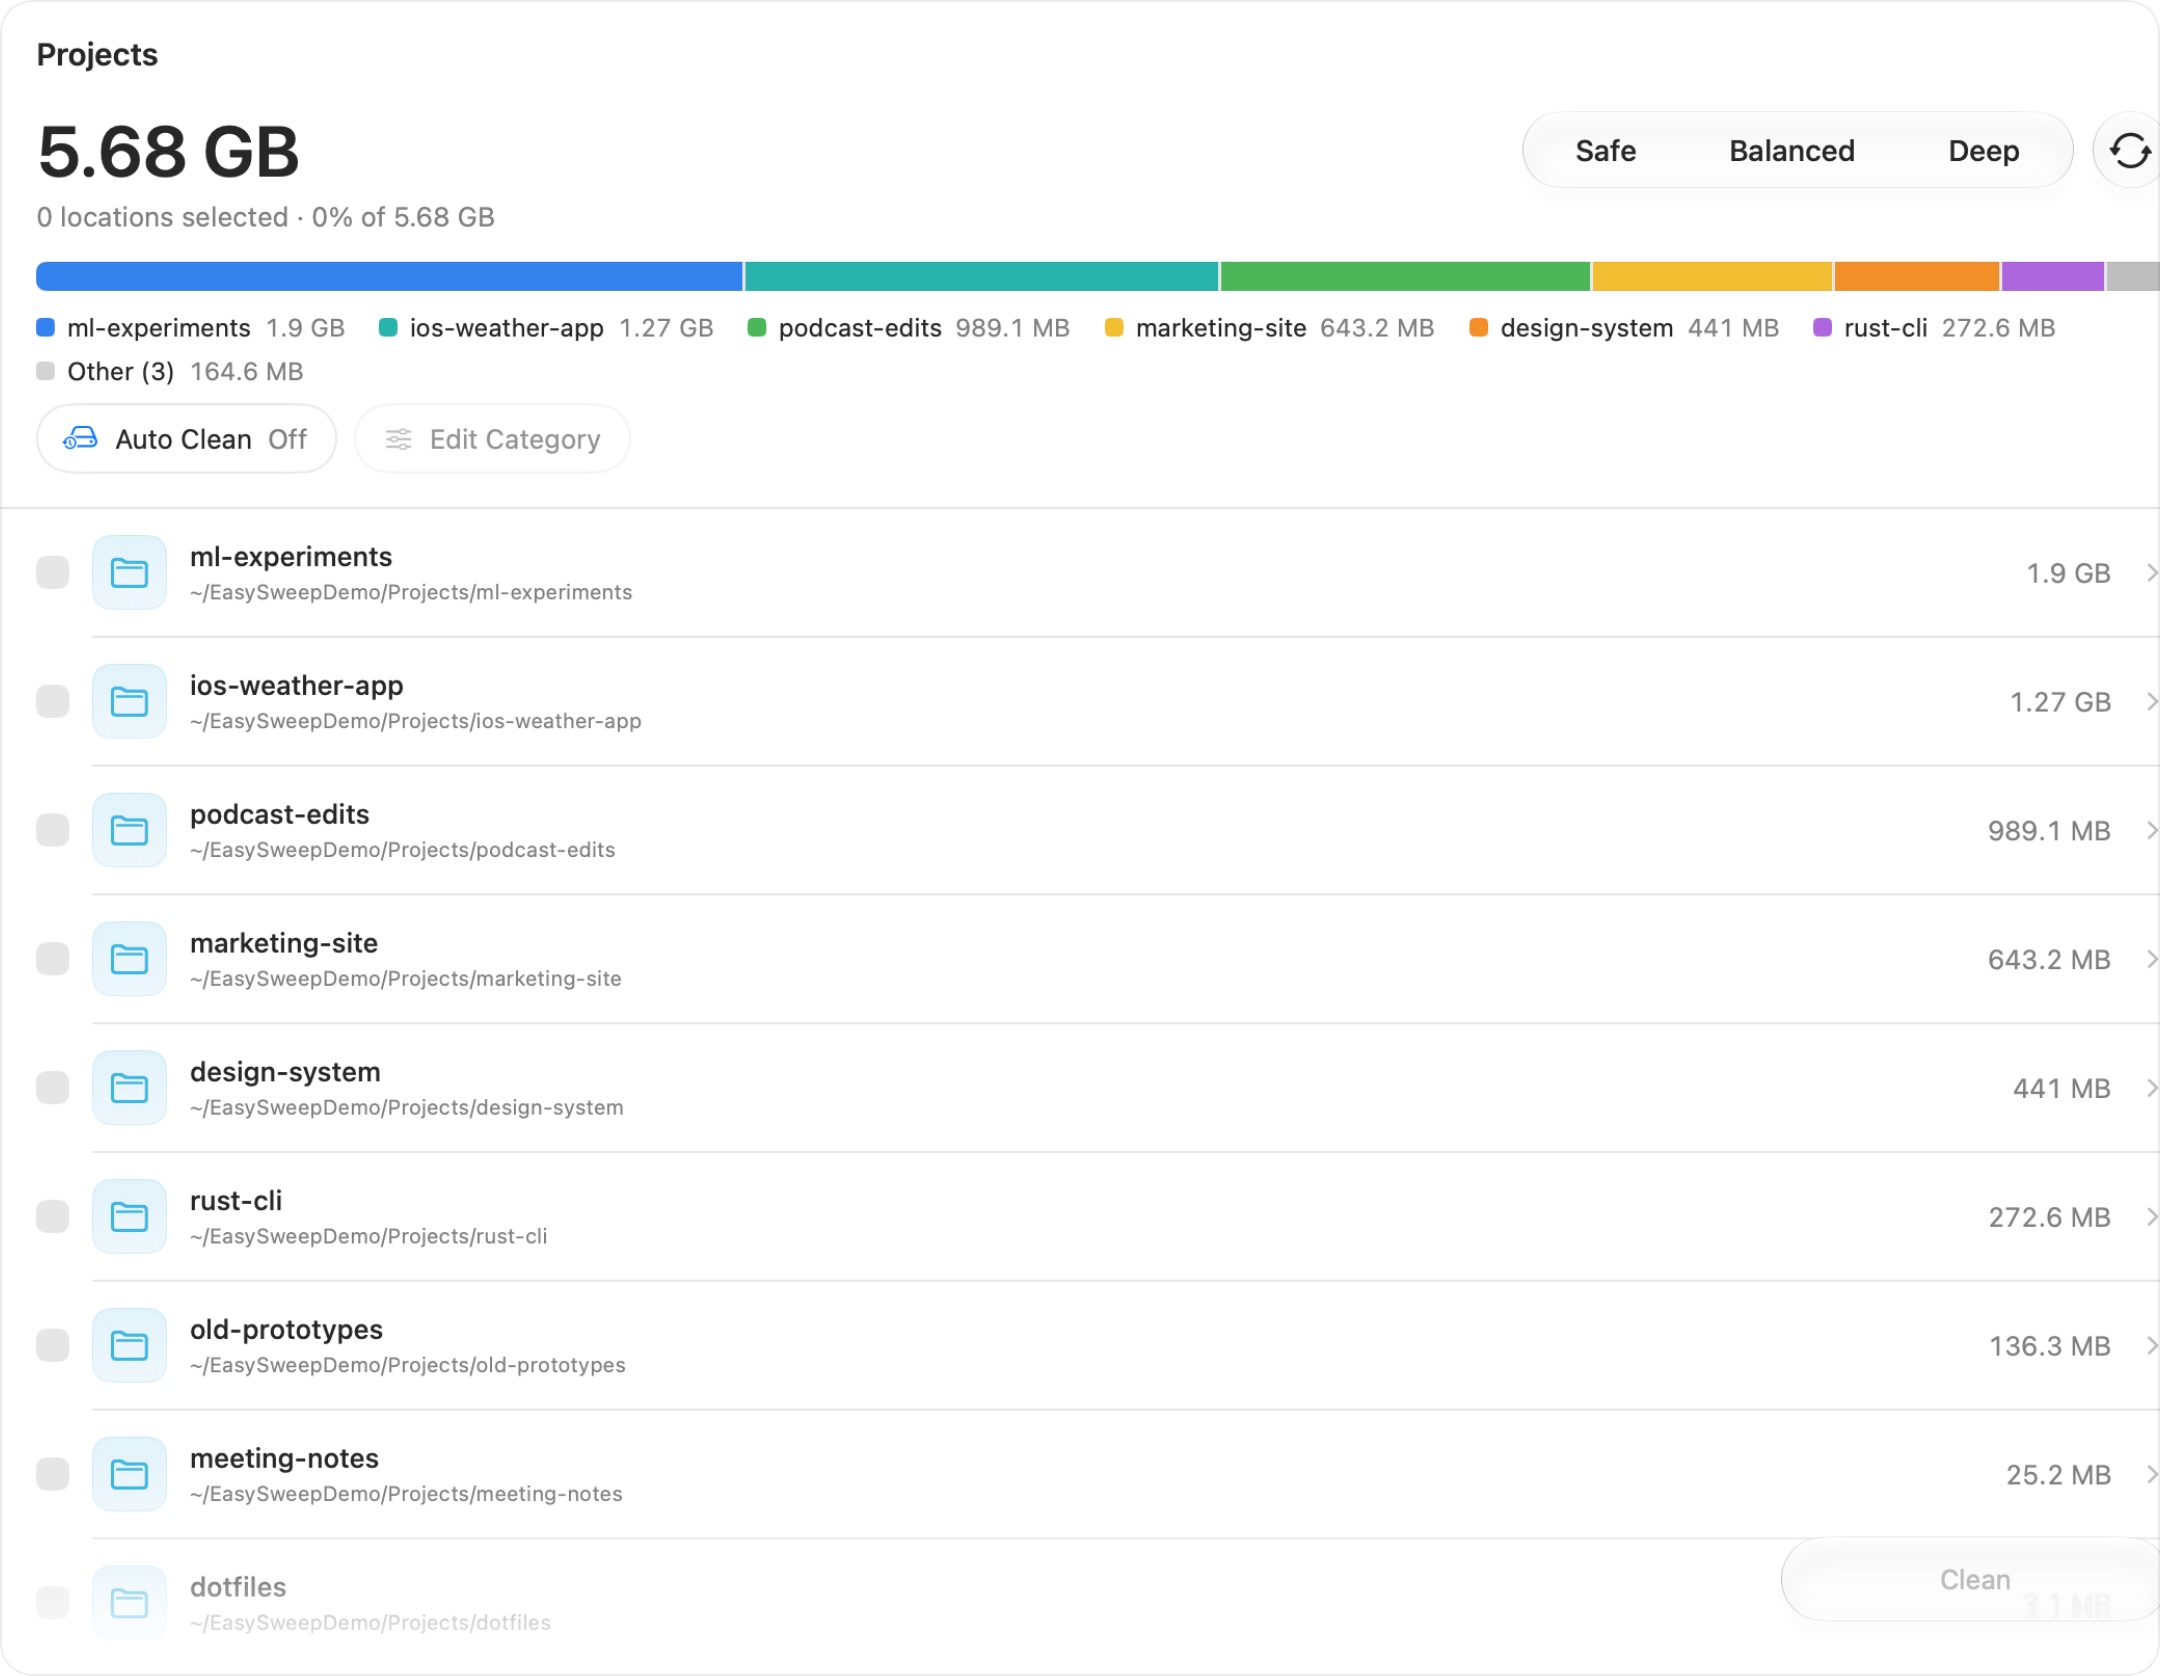 Projects
5.68 GB
Safe Balanced Deep
0 locations selected · 0% of 5.68 GB
ml-experiments 1.9 GB ios-weather-app 1.27 GB podcast-edits 989.1 MB marketing-site 643.2 MB design-system 441 MB rust-cli 272.6 MB
Other (3) 164.6 MB
Auto Clean Off Edit Category
ml-experiments
~/EasySweepDemo/Projects/ml-experiments
1.9 GB
ios-weather-app
~/EasySweepDemo/Projects/ios-weather-app
1.27 GB
podcast-edits
~/EasySweepDemo/Projects/podcast-edits
989.1 MB
marketing-site
~/EasySweepDemo/Projects/marketing-site
643.2 MB
design-system
~/EasySweepDemo/Projects/design-system
441 MB
rust-cli
~/EasySweepDemo/Projects/rust-cli
272.6 MB
old-prototypes
~/EasySweepDemo/Projects/old-prototypes
136.3 MB
meeting-notes
~/EasySweepDemo/Projects/meeting-notes
25.2 MB
dotfiles
~/EasySweepDemo/Projects/dotfiles
Clean
3.1 MB